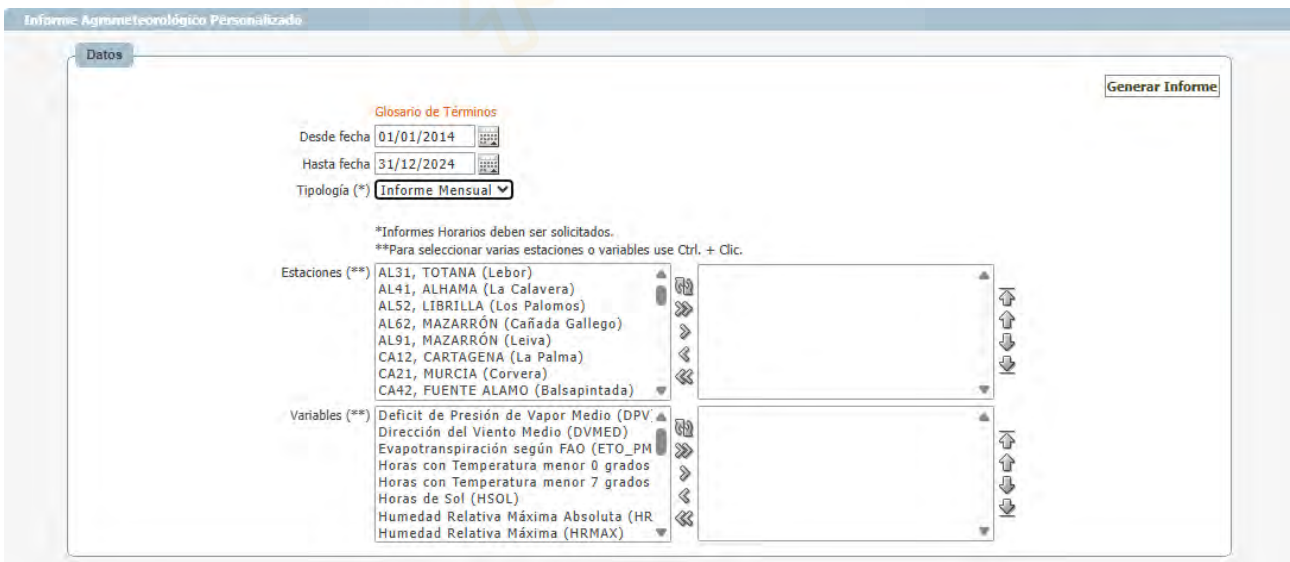 Informe Agrometeorológico Personalizado
Datos
Generar Informe
Glosario de Términos
Desde fecha 01/01/2014
Hasta fecha 31/12/2024
Tipología (*) Informe Mensual
*Informes Horarios deben ser solicitados.
**Para seleccionar varias estaciones o variables use Ctrl. + Clic.
Estaciones (**) AL31, TOTANA (Lebor)
AL41, ALHAMA (La Calavera)
AL52, LIBRILLA (Los Palomos)
AL62, MAZARRÓN (Cañada Gallego)
AL91, MAZARRÓN (Leiva)
CA12, CARTAGENA (La Palma)
CA21, MURCIA (Corvera)
CA42, FUENTE ALAMO (Balsapintada)
Variables (**) Deficit de Presión de Vapor Medio (DPV
Dirección del Viento Medio (DVMED)
Evapotranspiración según FAO (ETO_PM
Horas con Temperatura menor 0 grados
Horas con Temperatura menor 7 grados
Horas de Sol (HSOL)
Humedad Relativa Máxima Absoluta (HR
Humedad Relativa Máxima (HRMAX)